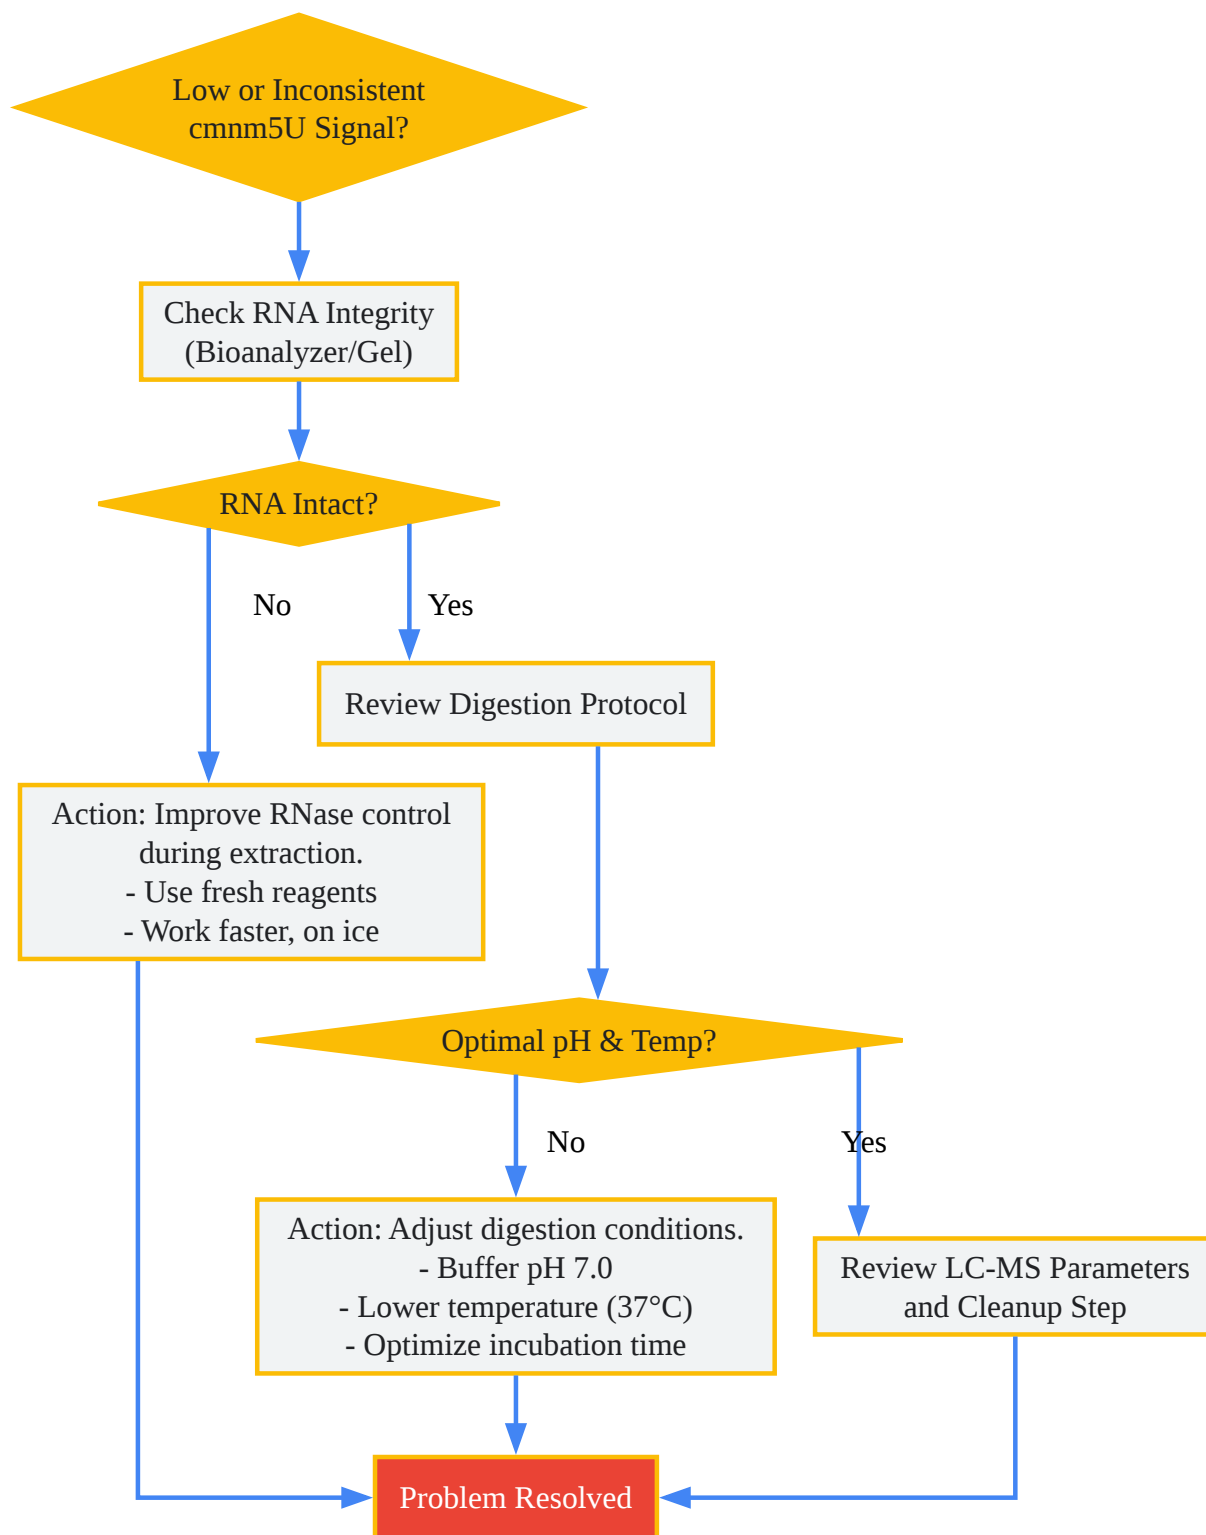 Low or Inconsistent
cmnm5U Signal?
Check RNA Integrity
(Bioanalyzer/Gel)
RNA Intact?
No
Yes
Review Digestion Protocol
Action: Improve RNase control
during extraction.
- Use fresh reagents
- Work faster, on ice
Optimal pH & Temp?
No
Yes
Action: Adjust digestion conditions.
- Buffer pH 7.0
- Lower temperature (37°C)
- Optimize incubation time
Review LC-MS Parameters
and Cleanup Step
Problem Resolved